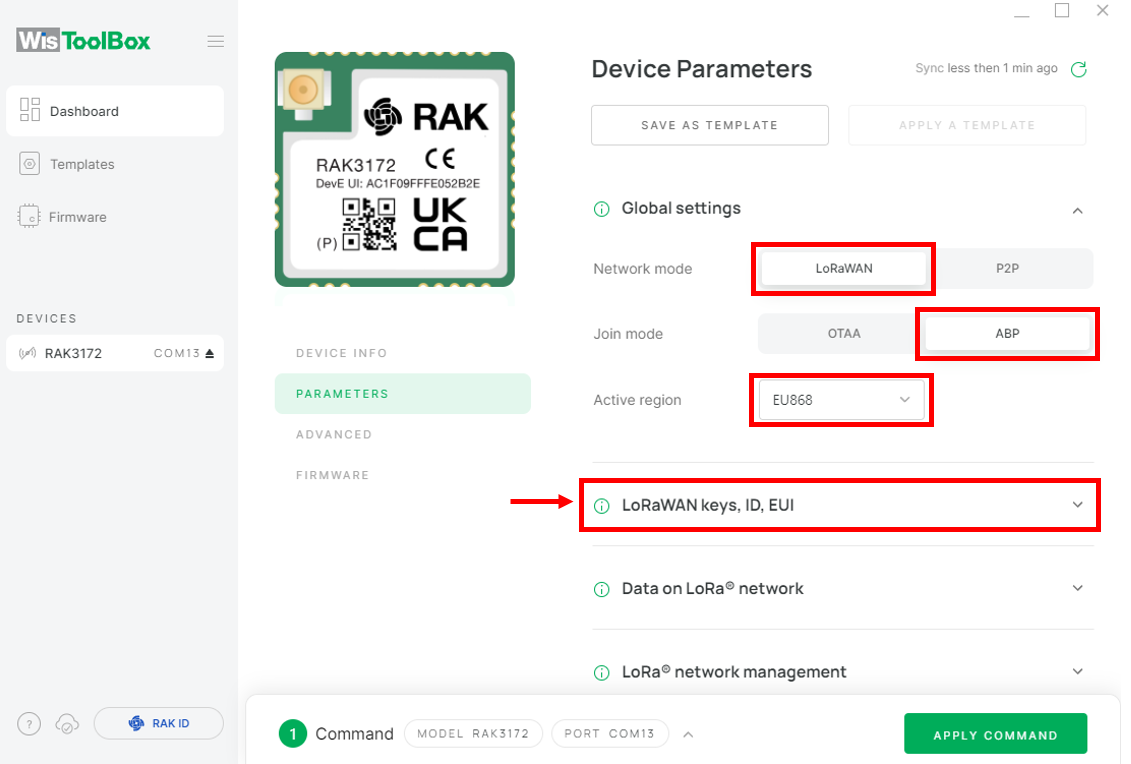 WisToolBox
Dashboard
Templates
Firmware
DEVICES
RAK3172 COM13
?
RAK ID
RAK
RAK3172
DevE UI: AC1F09FFFE052B2E
UK
CA
(P)
DEVICE INFO
PARAMETERS
ADVANCED
FIRMWARE
Device Parameters
Sync less then 1 min ago
SAVE AS TEMPLATE
APPLY A TEMPLATE
Global settings
Network mode LoRaWAN P2P
Join mode OTAA ABP
Active region EU868
LoRaWAN keys, ID, EUI
Data on LoRa® network
LoRa® network management
1 Command MODEL RAK3172 PORT COM13
APPLY COMMAND